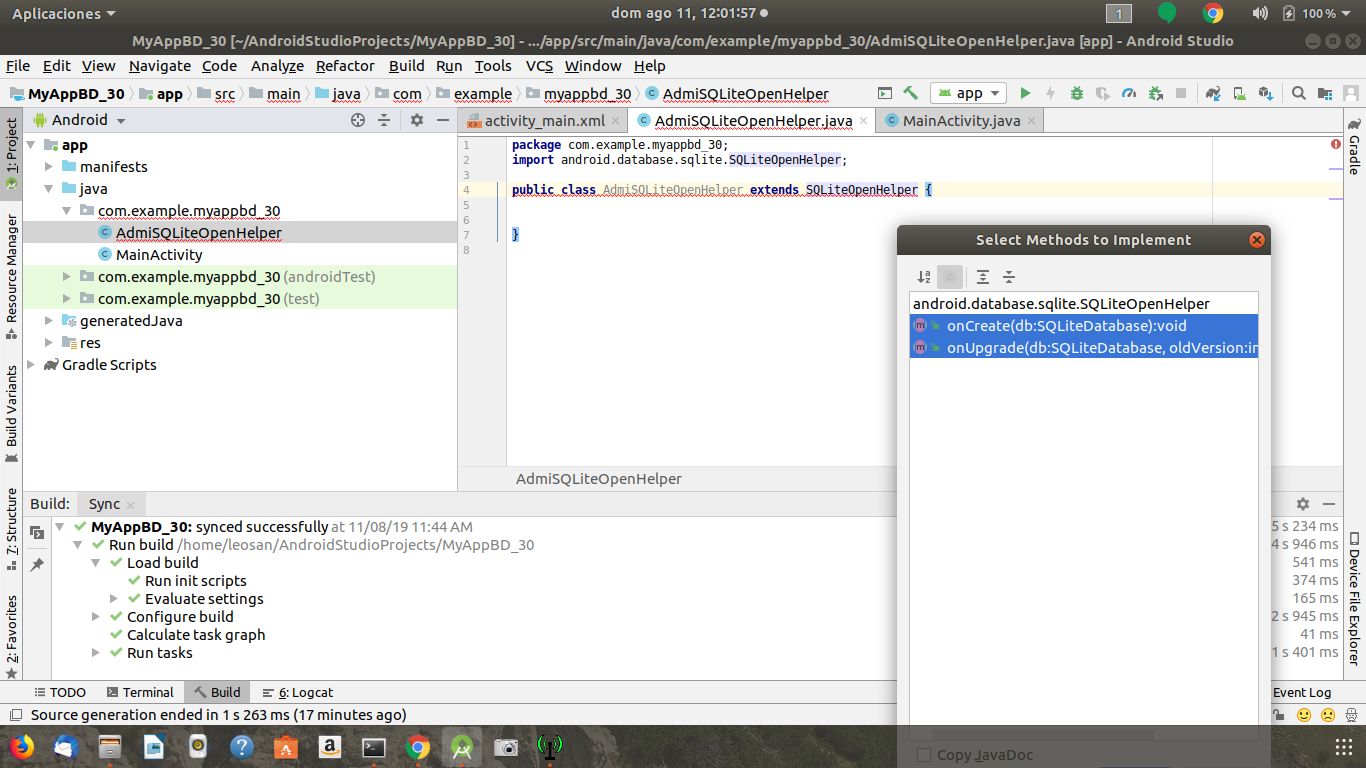 Aplicaciones
dom ago 11, 12:01:57
1
100 %
MyAppBD_30 [~/AndroidStudioProjects/MyAppBD_30] - .../app/src/main/java/com/example/myappbd_30/AdmiSQLiteOpenHelper.java [app] - Android Studio
File Edit View Navigate Code Analyze Refactor Build Run Tools VCS Window Help
MyAppBD_30 app src main java com example myappbd_30 AdmiSQLiteOpenHelper
app
1: Project
Resource Manager
Build Variants
7: Structure
2: Favorites
Android
app
manifests
java
com.example.myappbd_30
AdmiSQLiteOpenHelper
MainActivity
com.example.myappbd_30 (androidTest)
com.example.myappbd_30 (test)
generatedJava
res
Gradle Scripts
activity_main.xml
AdmiSQLiteOpenHelper.java
MainActivity.java
1 package com.example.myappbd_30;
2 import android.database.sqlite.SQLiteOpenHelper;
3
4 public class AdmiSQLiteOpenHelper extends SQLiteOpenHelper {
5
6
7 }
8
AdmiSQLiteOpenHelper
Select Methods to Implement
android.database.sqlite.SQLiteOpenHelper
m onCreate(db:SQLiteDatabase):void
m onUpgrade(db:SQLiteDatabase, oldVersion:in
Copy JavaDoc
Gradle
Device File Explorer
Build: Sync
MyAppBD_30: synced successfully at 11/08/19 11:44 AM
5 s 234 ms
Run build /home/leosan/AndroidStudioProjects/MyAppBD_30
4 s 946 ms
Load build
541 ms
Run init scripts
374 ms
Evaluate settings
165 ms
Configure build
2 s 945 ms
Calculate task graph
41 ms
Run tasks
1 s 401 ms
TODO
Terminal
Build
6: Logcat
Event Log
Source generation ended in 1 s 263 ms (17 minutes ago)